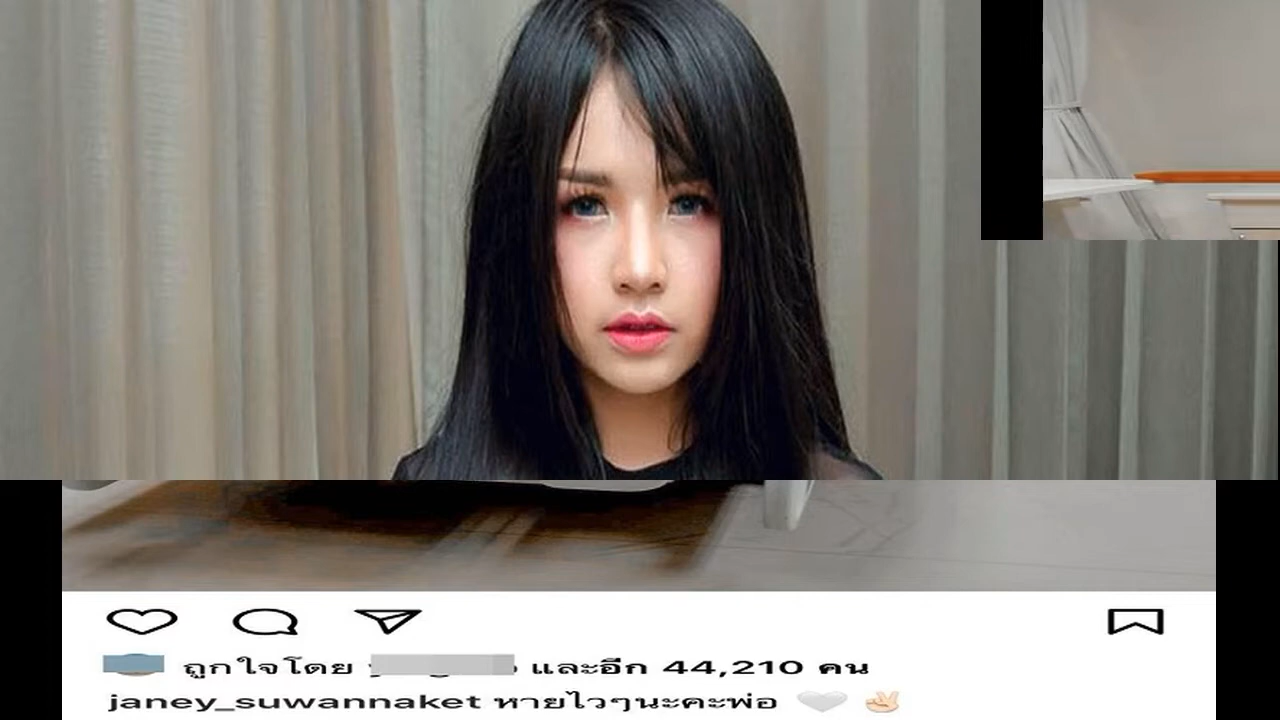 ถูกใจโดย และอีก 44,210 คน
janey_suwannaket หายไวๆนะคะพ่อ 🤍✌🏻